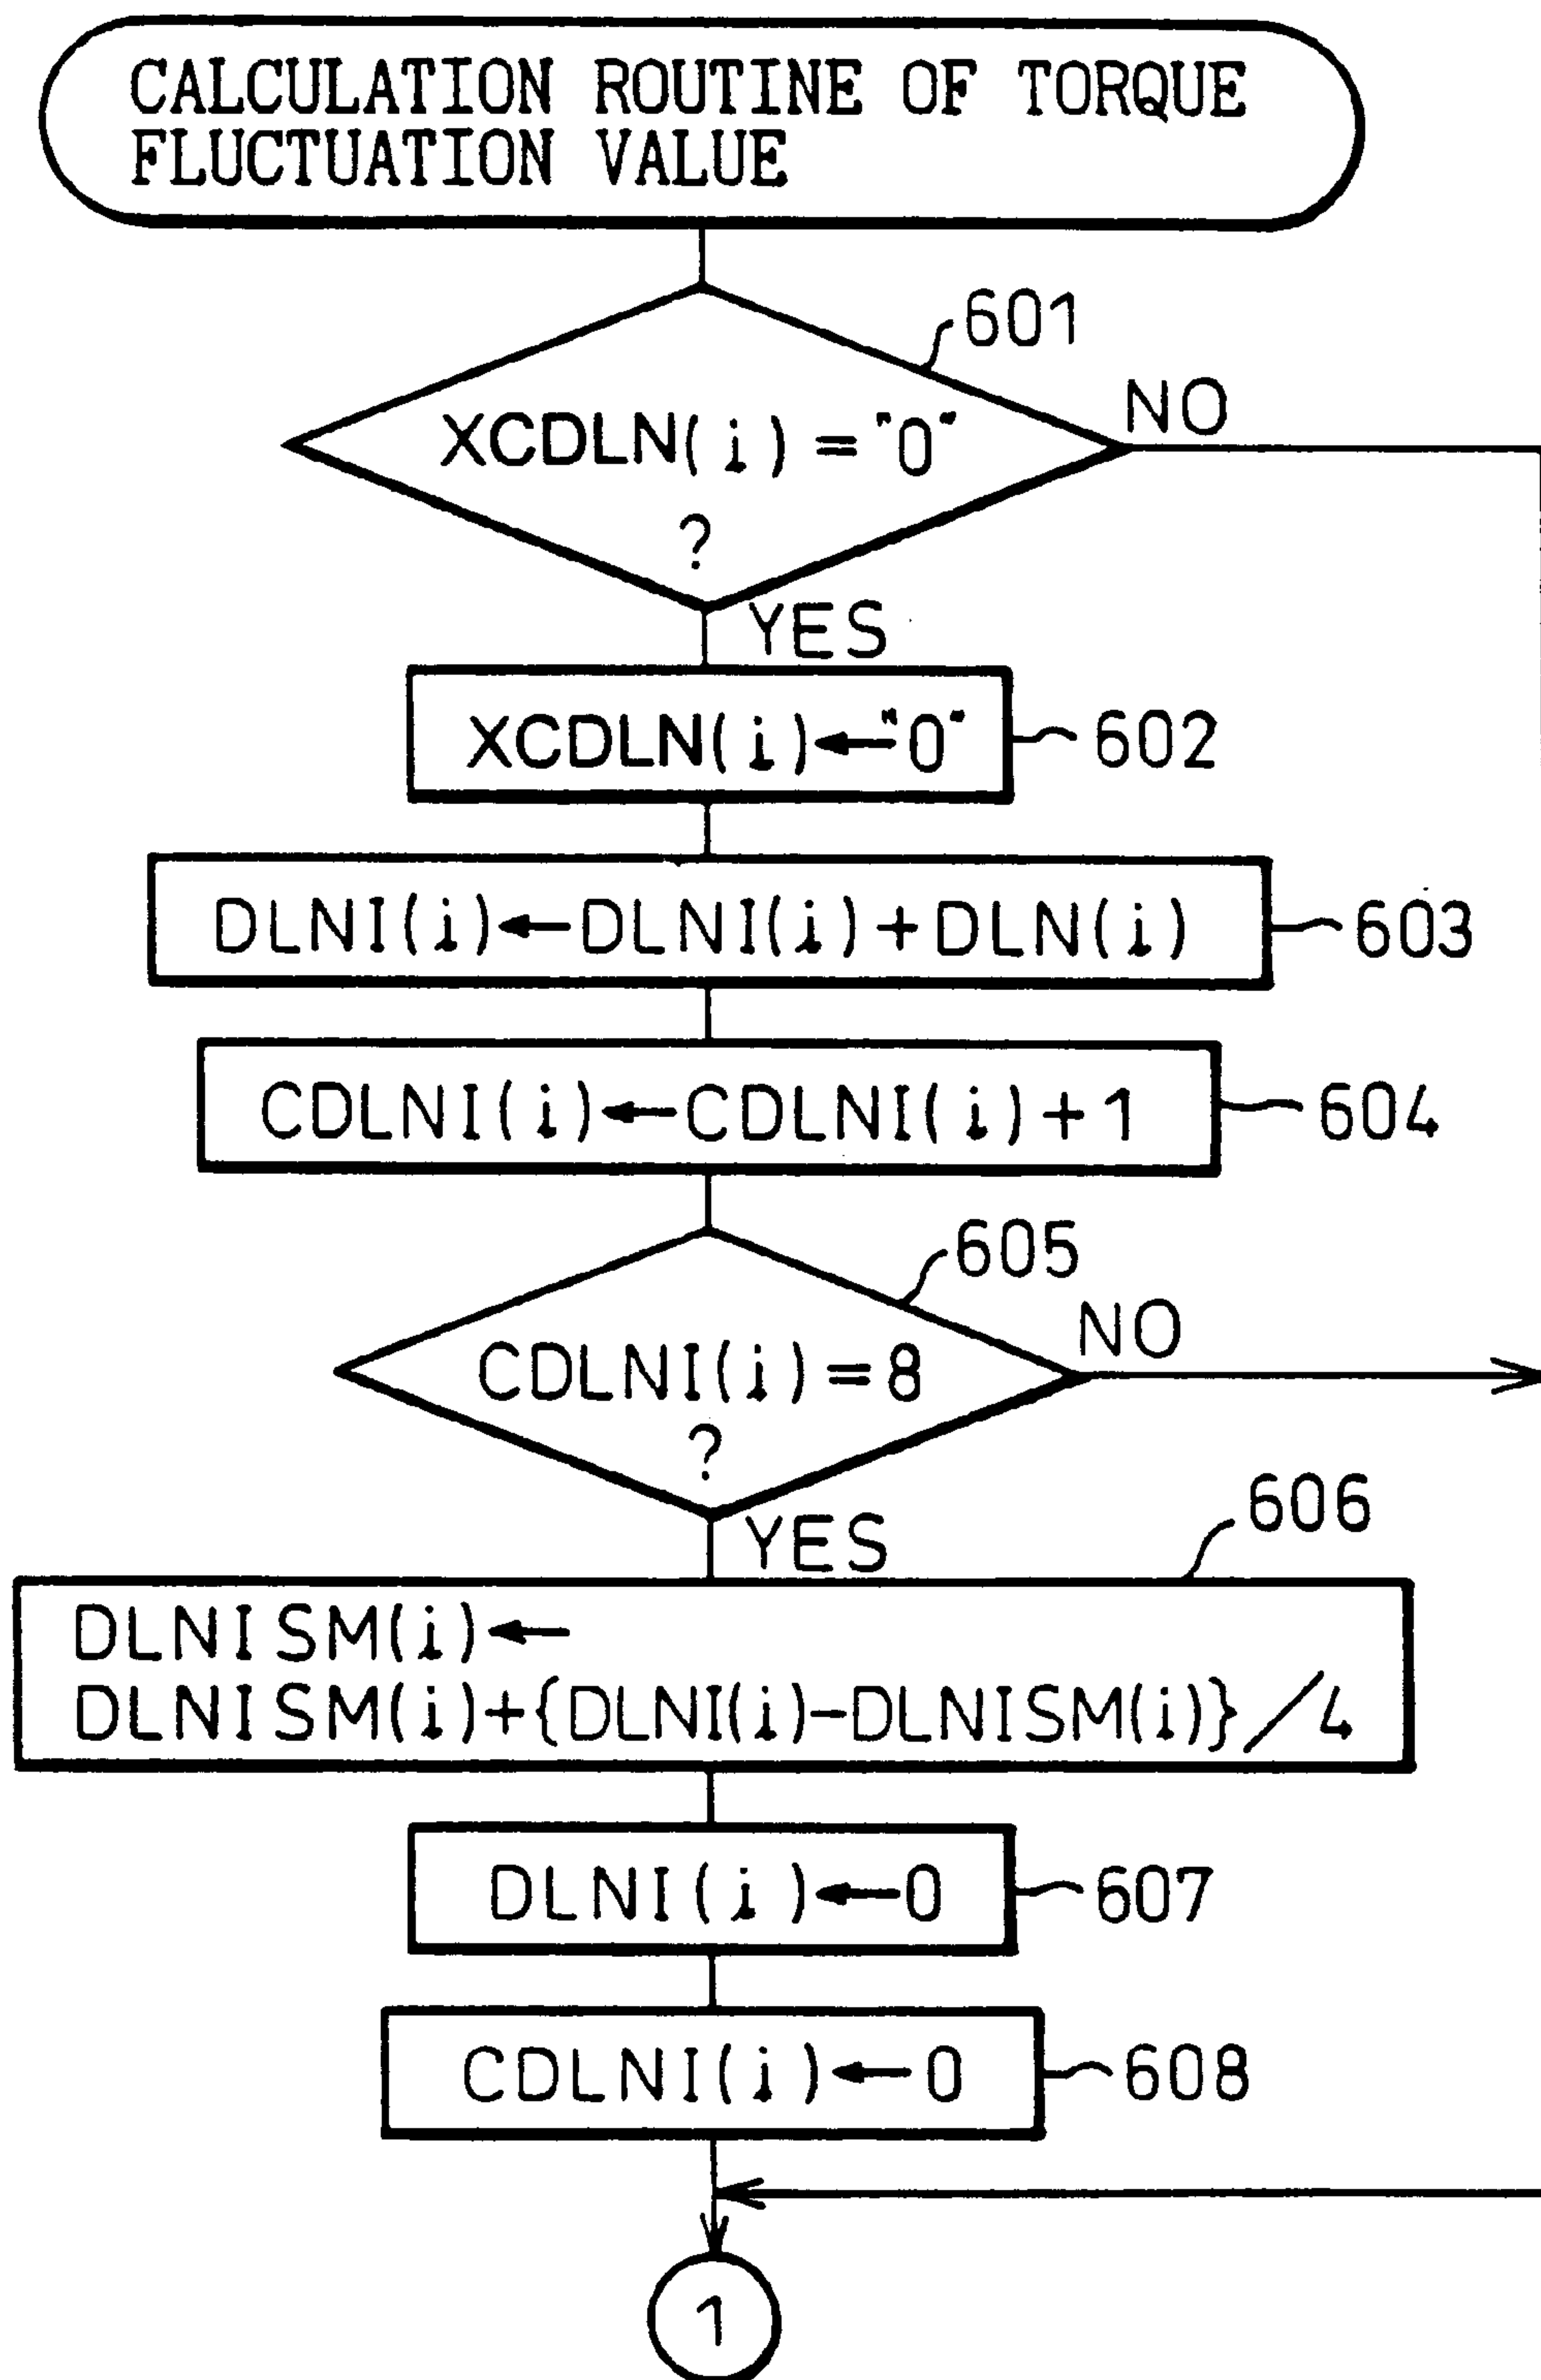 CALCULATION ROUTINE OF TORQUE
FLUCTUATION VALUE
601
XCDLN(i) = "0"
?
NO
YES
XCDLN(i)←"0"
602
DLNI(i)←DLNI(i)+DLN(i)
603
CDLNI(i)←CDLNI(i)+1
604
605
CDLNI(i)=8
?
NO
YES
606
DLNISM(i)←
DLNISM(i)+{DLNI(i)-DLNISM(i)}/4
DLNI(i)←0
607
CDLNI(i)←0
608
1